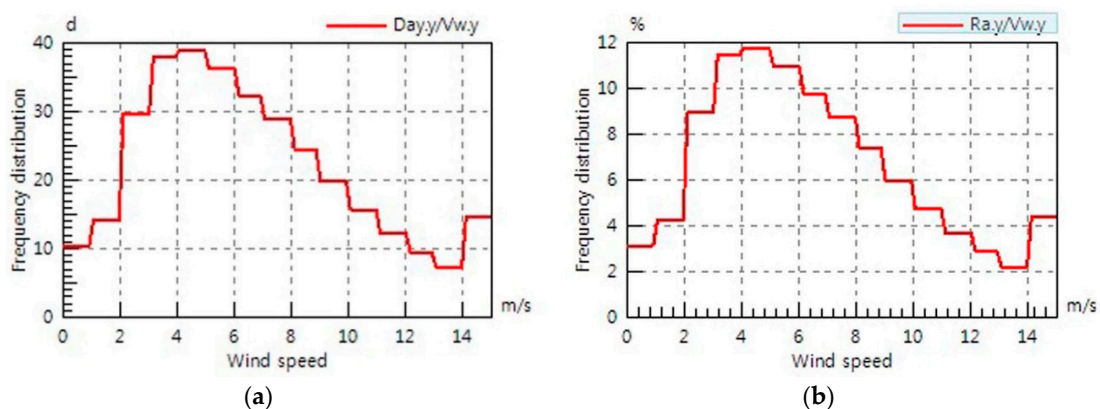 d
Day.y/Vw.y
40
30
20
10
0
Frequency distribution
0 2 4 6 8 10 12 14
m/s
Wind speed
(a)
%
Ra.y/Vw.y
12
10
8
6
4
2
0
Frequency distribution
0 2 4 6 8 10 12 14
m/s
Wind speed
(b)